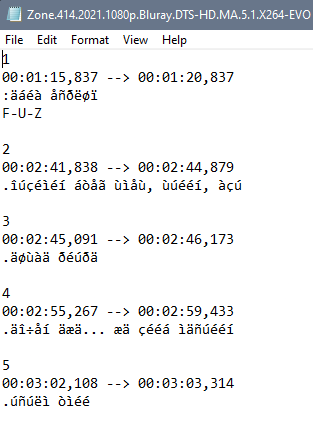 Zone.414.2021.1080p.Bluray.DTS-HD.MA.5.1.X264-EVO
File Edit Format View Help
1
00:01:15,837 --> 00:01:20,837
:äáéà åñðëøï
F-U-Z
2
00:02:41,838 --> 00:02:44,879
.îúçéìéí áòåã ùìåù, ùúééí, àçú
3
00:02:45,091 --> 00:02:46,173
.äøùàä ðéúðä
4
00:02:55,267 --> 00:02:59,433
.äî÷åí äæä... æä çééá ìäñúééí
5
00:03:02,108 --> 00:03:03,314
.úñúëì òìéé